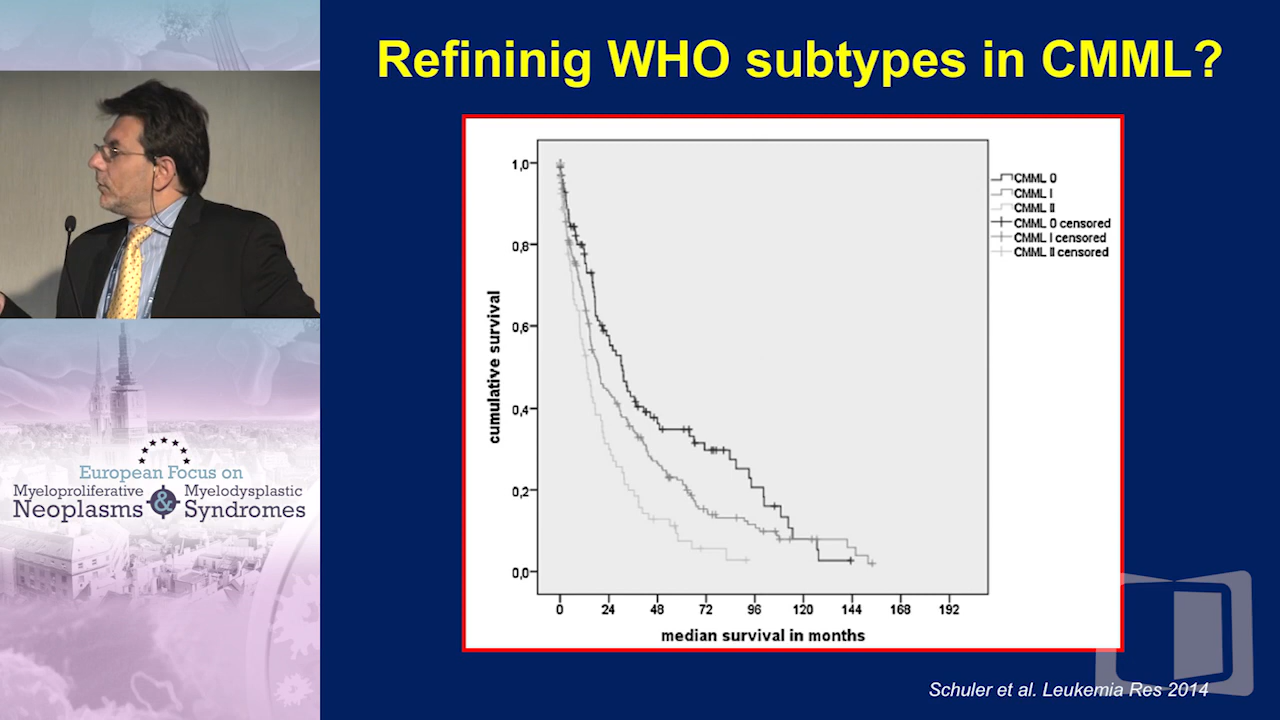 Refininig WHO subtypes in CMML?
1,0
0,8
0,6
0,4
0,2
0,0
cumulative survival
0 24 48 72 96 120 144 168 192
median survival in months
CMML 0
CMML I
CMML II
CMML 0 censored
CMML I censored
CMML II censored
Schuler et al. Leukemia Res 2014
European Focus on
Myeloproliferative & Myelodysplastic
Neoplasms Syndromes